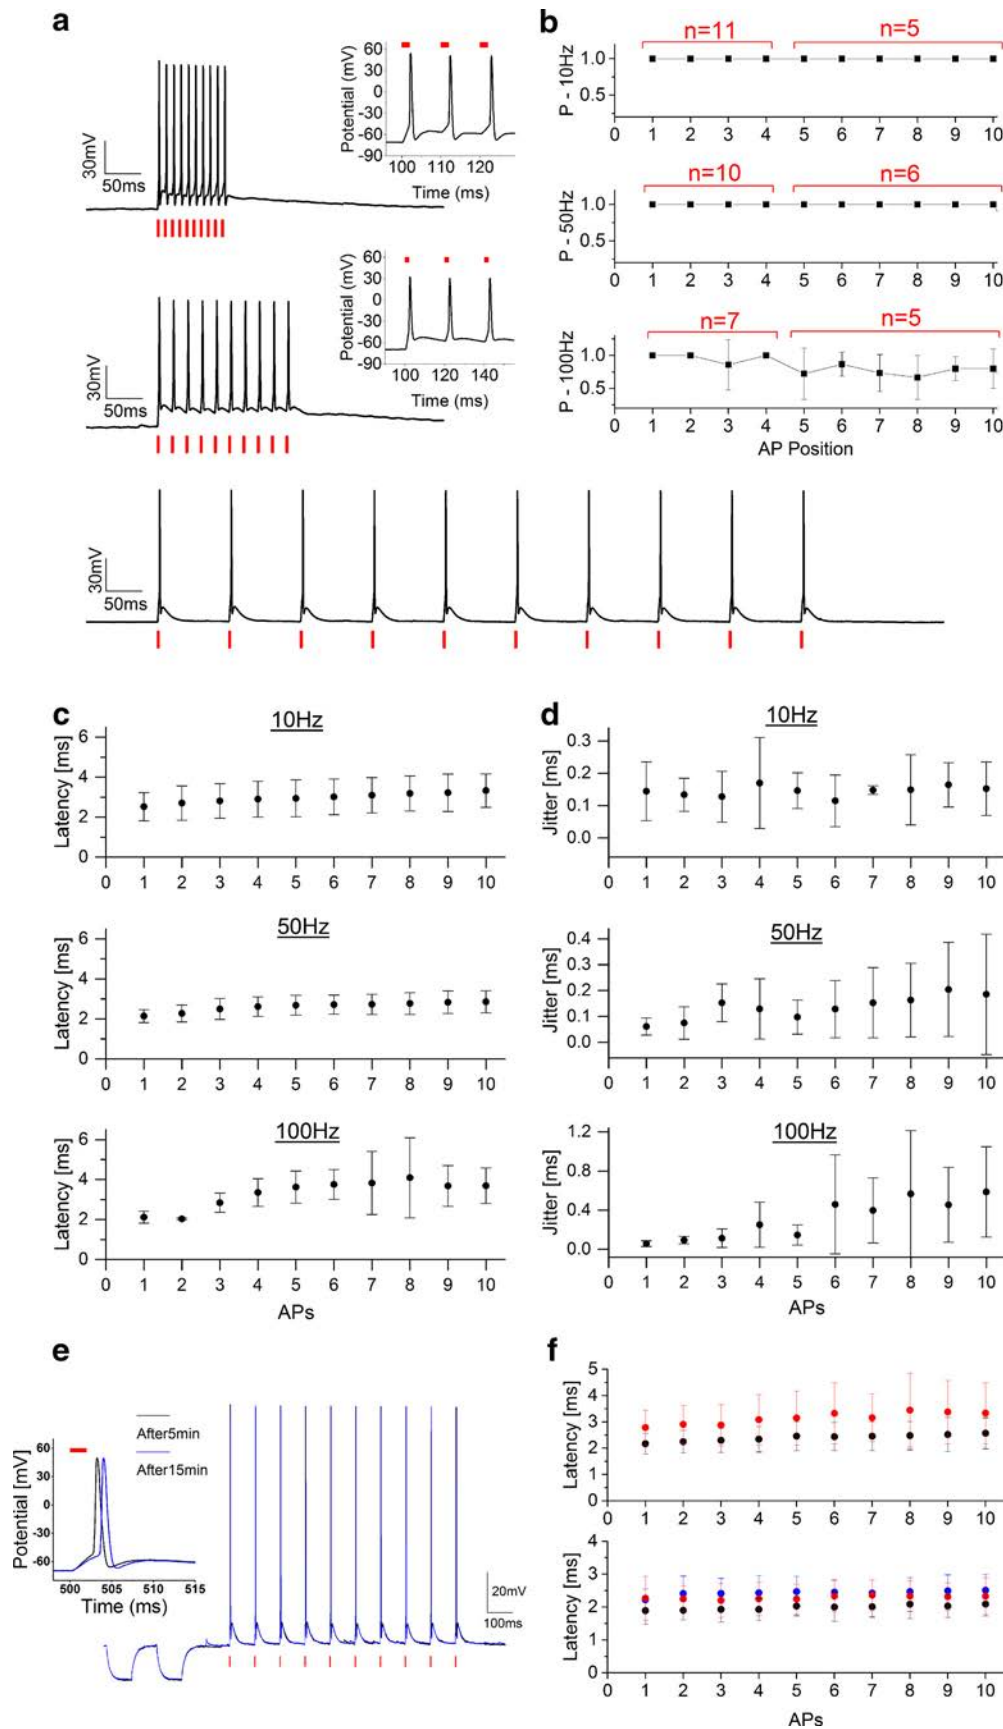 a
30mV
50ms
Potential (mV)
60
30
0
-30
-60
-90
100 110 120
Time (ms)
30mV
50ms
Potential (mV)
60
30
0
-30
-60
-90
100 120 140
Time (ms)
30mV
50ms
b
n=11 n=5
P - 10Hz
1.0
0.5
0 1 2 3 4 5 6 7 8 9 10
n=10 n=6
P - 50Hz
1.0
0.5
0 1 2 3 4 5 6 7 8 9 10
n=7 n=5
P - 100Hz
1.0
0.5
0 1 2 3 4 5 6 7 8 9 10
AP Position
c
10Hz
Latency [ms]
6
4
2
0
0 1 2 3 4 5 6 7 8 9 10
50Hz
Latency [ms]
6
4
2
0
0 1 2 3 4 5 6 7 8 9 10
100Hz
Latency [ms]
6
4
2
0
0 1 2 3 4 5 6 7 8 9 10
APs
d
10Hz
Jitter [ms]
0.3
0.2
0.1
0.0
0 1 2 3 4 5 6 7 8 9 10
50Hz
Jitter [ms]
0.4
0.3
0.2
0.1
0.0
0 1 2 3 4 5 6 7 8 9 10
100Hz
Jitter [ms]
1.2
0.8
0.4
0.0
0 1 2 3 4 5 6 7 8 9 10
APs
e
After5min
After15min
Potential [mV]
60
30
0
-30
-60
500 505 510 515
Time (ms)
20mV
100ms
f
Latency [ms]
5
4
3
2
1
0
0 1 2 3 4 5 6 7 8 9 10
Latency [ms]
4
3
2
1
0
0 1 2 3 4 5 6 7 8 9 10
APs